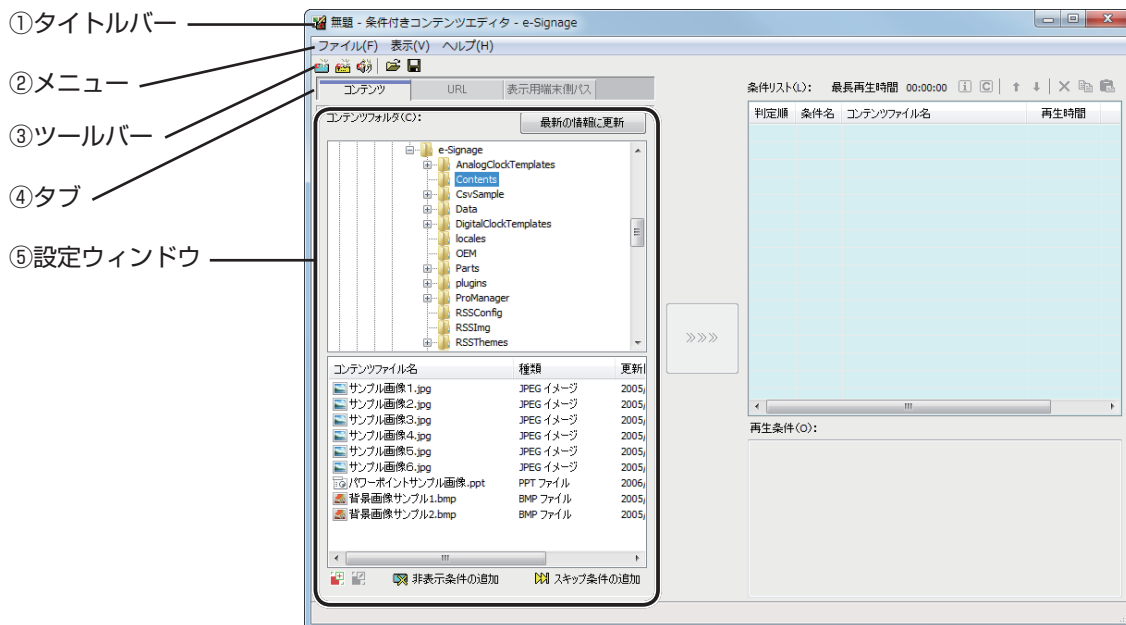 ①タイトルバー
無題 - 条件付きコンテンツエディタ - e-Signage
②メニュー
ファイル(F) 表示(V) ヘルプ(H)
③ツールバー
④タブ
コンテンツ URL 表示用端末側パス
⑤設定ウィンドウ
コンテンツフォルダ(C): 最新の情報に更新
e-Signage
AnalogClockTemplates
Contents
CsvSample
Data
DigitalClockTemplates
locales
OEM
Parts
plugins
ProManager
RSSConfig
RSSImg
RSSThemes
コンテンツファイル名 種類 更新
サンプル画像1.jpg JPEG イメージ 2005/
サンプル画像2.jpg JPEG イメージ 2005/
サンプル画像3.jpg JPEG イメージ 2005/
サンプル画像4.jpg JPEG イメージ 2005/
サンプル画像5.jpg JPEG イメージ 2005/
サンプル画像6.jpg JPEG イメージ 2005/
パワーポイントサンプル画像.ppt PPT ファイル 2006/
背景画像サンプル1.bmp BMP ファイル 2005/
背景画像サンプル2.bmp BMP ファイル 2005/
非表示条件の追加 スキップ条件の追加
>>>
条件リスト(L): 最長再生時間 00:00:00
判定順 条件名 コンテンツファイル名 再生時間
再生条件(O):